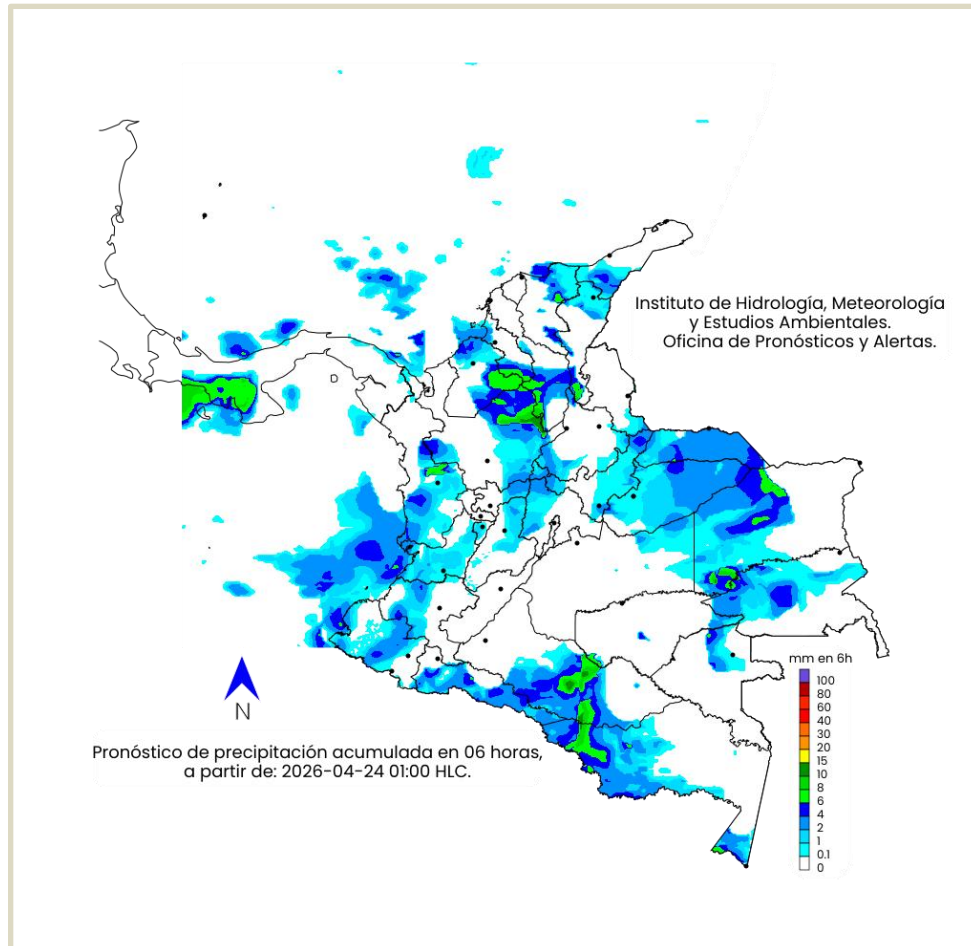 Instituto de Hidrología, Meteorología
y Estudios Ambientales.
Oficina de Pronósticos y Alertas.
N
Pronóstico de precipitación acumulada en 06 horas,
a partir de: 2026-04-24 01:00 HLC.
mm en 6h
100
80
60
40
30
20
15
10
8
6
4
2
1
0.1
0